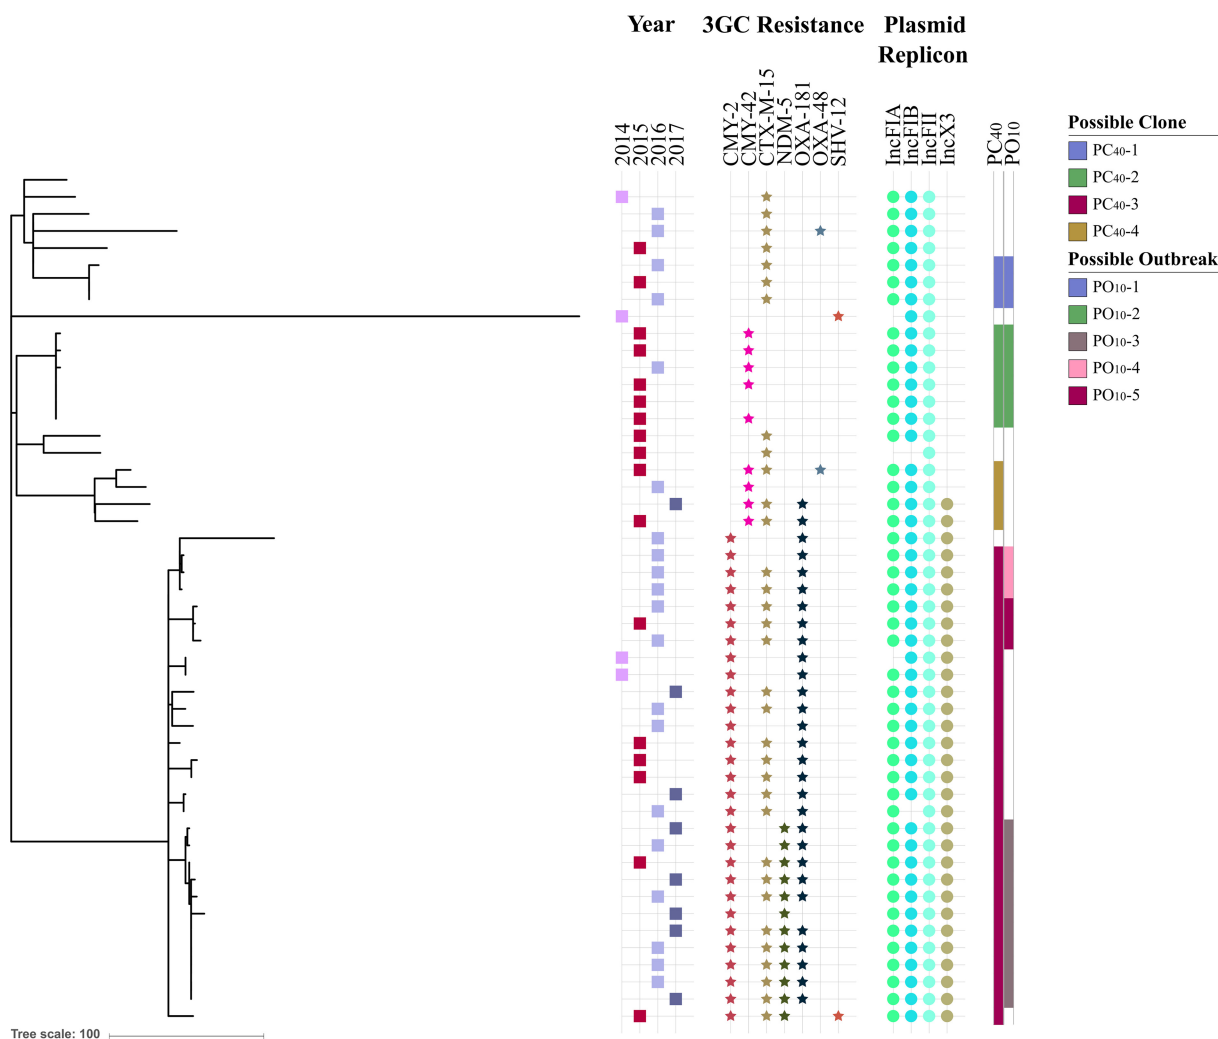 Year
3GC Resistance
Plasmid
Replicon
2014
2015
2016
2017
CMY-2
CMY-42
CTX-M-15
NDM-5
OXA-181
OXA-48
SHV-12
IncFIA
IncFIB
IncFII
IncX3
PC40
PO10
Possible Clone
PC40-1
PC40-2
PC40-3
PC40-4
Possible Outbreak
PO10-1
PO10-2
PO10-3
PO10-4
PO10-5
Tree scale: 100